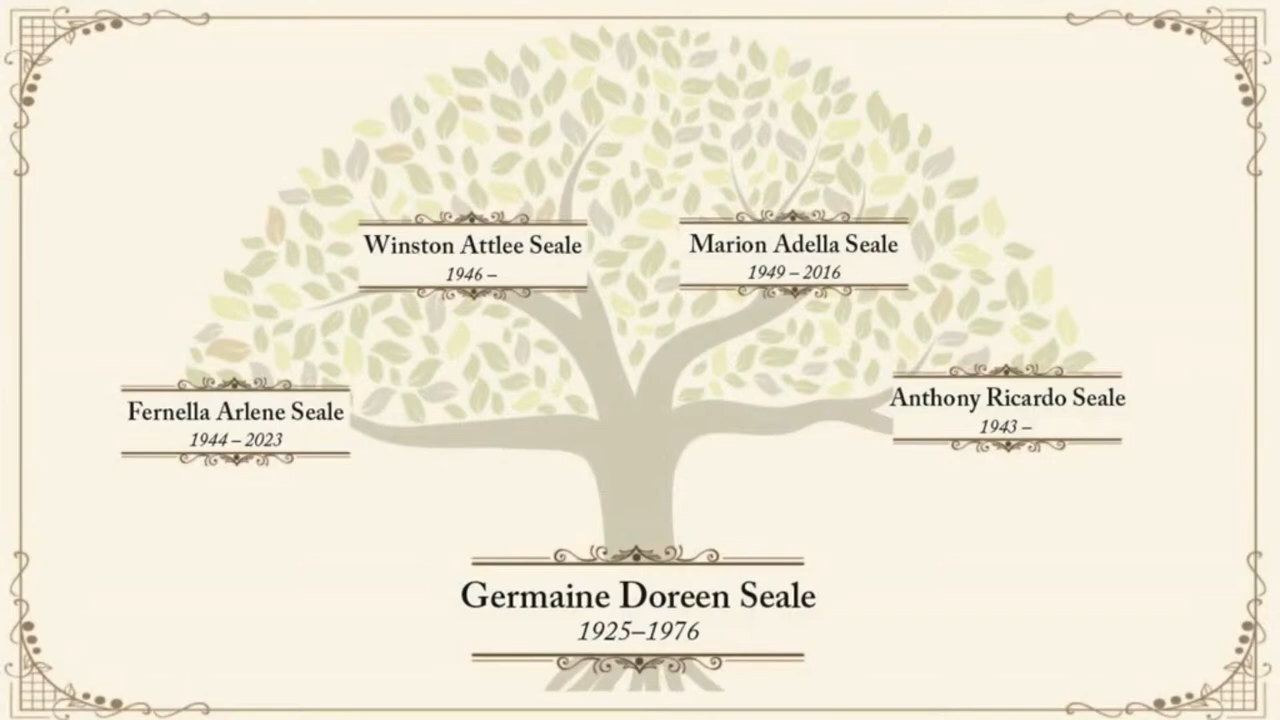 Winston Attlee Seale
1946 –
Marion Adella Seale
1949 – 2016
Fernella Arlene Seale
1944 – 2023
Anthony Ricardo Seale
1943 –
Germaine Doreen Seale
1925–1976